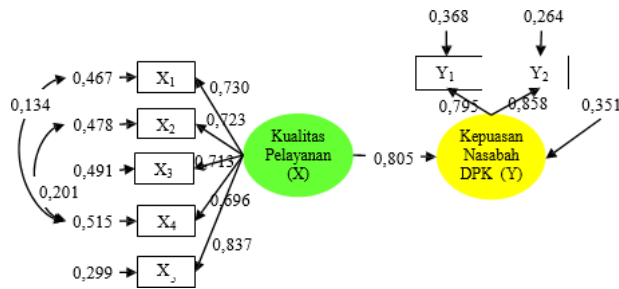 0,368 0,264
0,467 X1 0,730 Y1 Y2
0,134 0,795 0,858 0,351
0,478 X2 0,723
Kualitas
Pelayanan
(X)
0,805
Kepuasan
Nasabah
DPK (Y)
0,491 X3 0,713
0,201
0,515 X4 0,696
0,837
0,299 X5